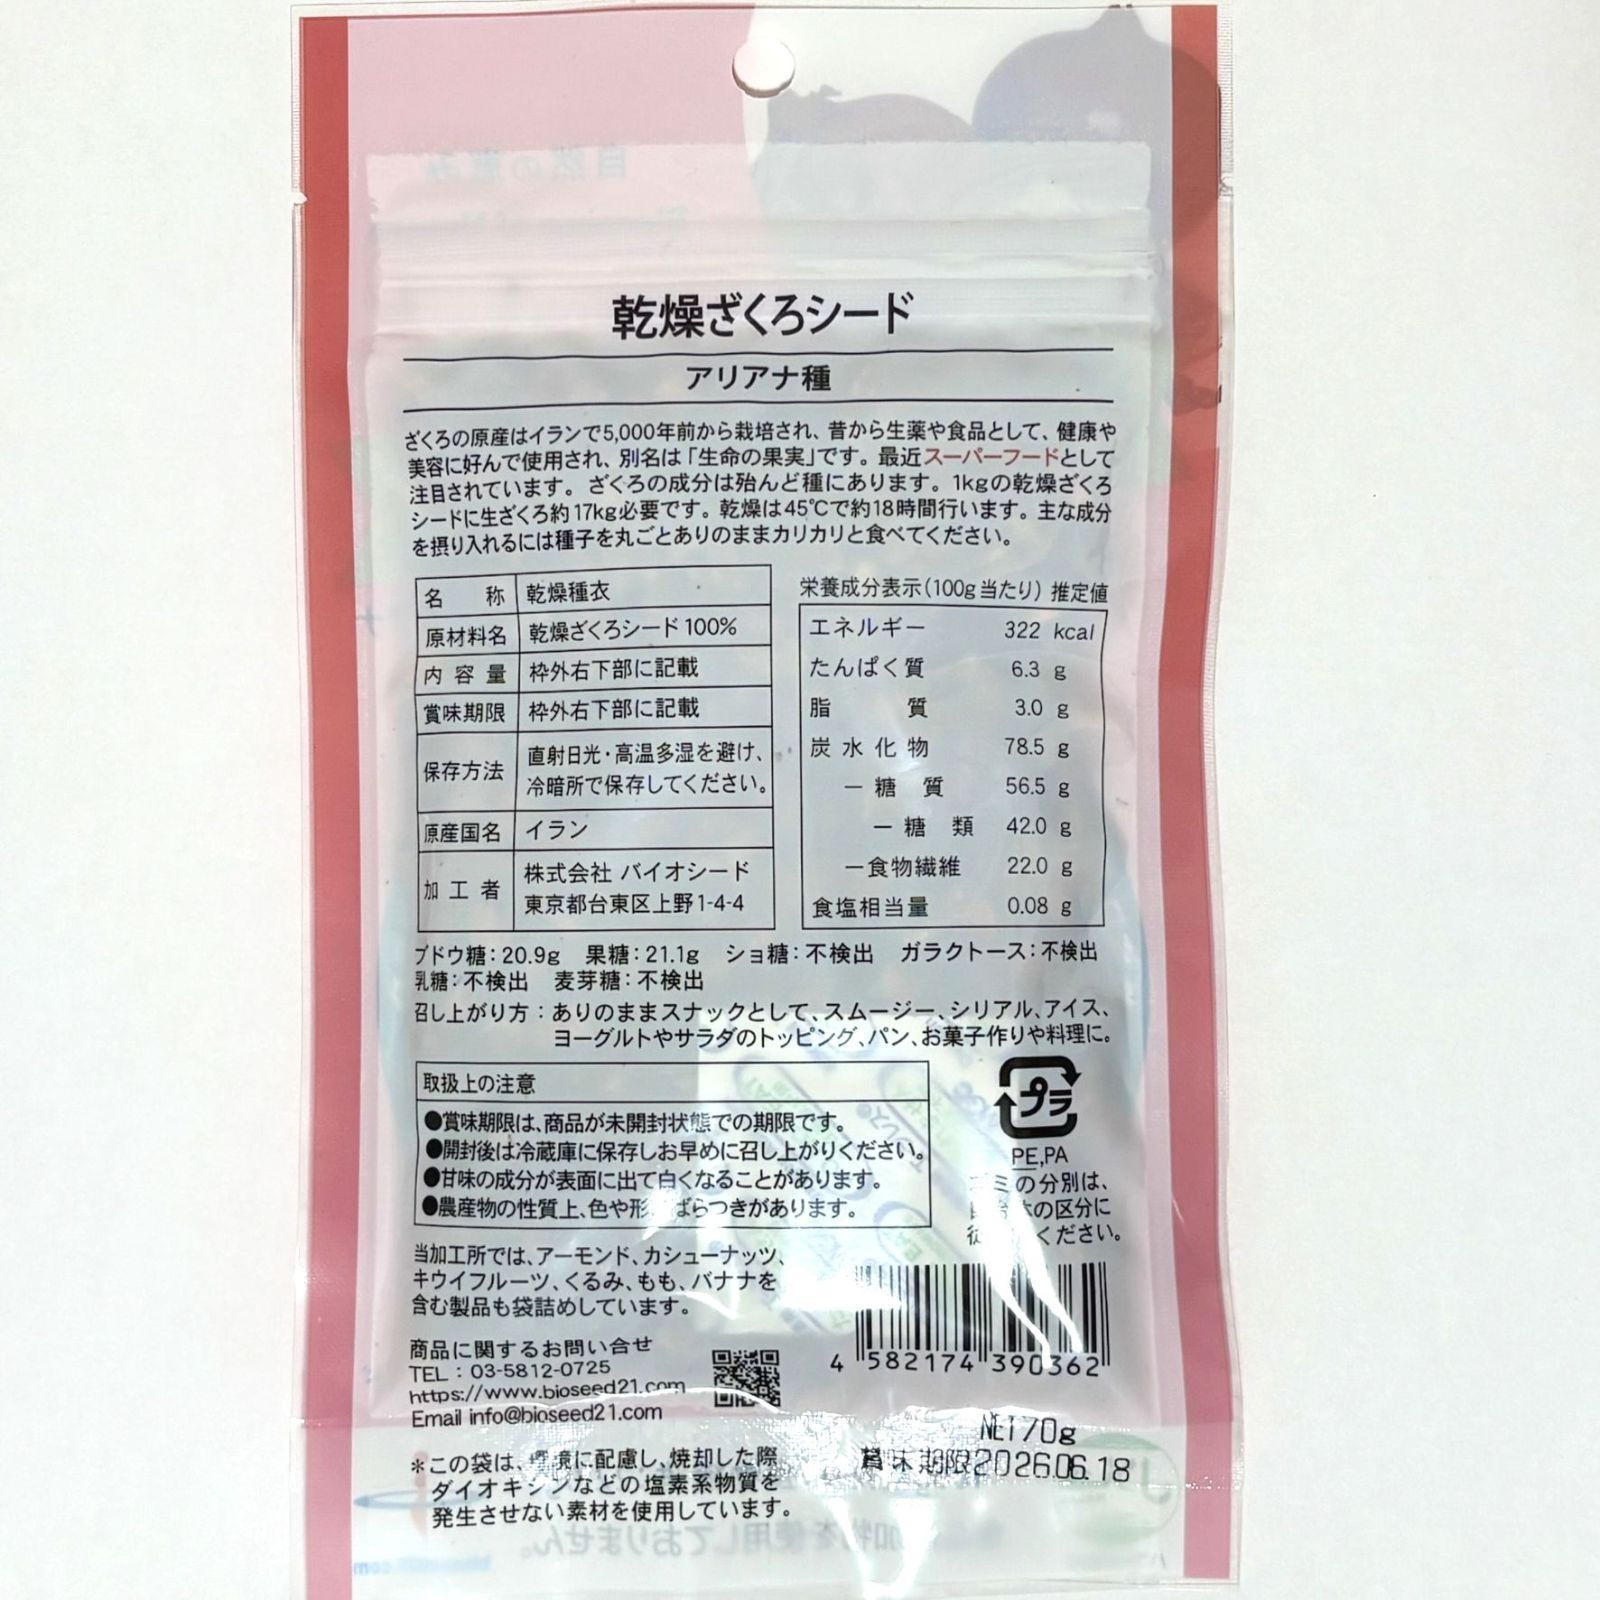 乾燥ざくろシード
アリアナ種
ざくろの原産はイランで5,000年前から栽培され、昔から生薬や食品として、健康や
美容に好んで使用され、別名は「生命の果実」です。最近スーパーフードとして
注目されています。ざくろの成分は殆んど種にあります。1kgの乾燥ざくろ
シードに生ざくろ約17kg必要です。乾燥は45℃で約18時間行います。主な成分
を摂り入れるには種子を丸ごとありのままカリカリと食べてください。
名称 乾燥種衣
原材料名 乾燥ざくろシード100%
内容量 枠外右下部に記載
賞味期限 枠外右下部に記載
保存方法 直射日光・高温多湿を避け、
冷暗所で保存してください。
原産国名 イラン
加工者 株式会社 バイオシード
東京都台東区上野1-4-4
栄養成分表示(100g当たり) 推定値
エネルギー 322 kcal
たんぱく質 6.3 g
脂質 3.0 g
炭水化物 78.5 g
ー糖質 56.5 g
ー糖類 42.0 g
ー食物繊維 22.0 g
食塩相当量 0.08 g
ブドウ糖:20.9g 果糖:21.1g ショ糖:不検出 ガラクトース:不検出
乳糖:不検出 麦芽糖:不検出
召し上がり方:ありのままスナックとして、スムージー、シリアル、アイス、
ヨーグルトやサラダのトッピング、パン、お菓子作りや料理に。
取扱上の注意
●賞味期限は、商品が未開封状態での期限です。
●開封後は冷蔵庫に保存しお早めに召し上がりください。
●甘味の成分が表面に出て白くなることがあります。
●農産物の性質上、色や形、ばらつきがあります。
プラ
PE,PA
ゴミの分別は、
自治体の区分に
ください。
当加工所では、アーモンド、カシューナッツ、
キウイフルーツ、くるみ、もも、バナナを
含む製品も袋詰めしています。
商品に関するお問い合せ
TEL : 03-5812-0725
https://www.bioseed21.com
Email info@bioseed21.com
4 582174 390362
NET70g
賞味期限2026.06.18
*この袋は、環境に配慮し、焼却した際
ダイオキシンなどの塩素系物質を
発生させない素材を使用しています。